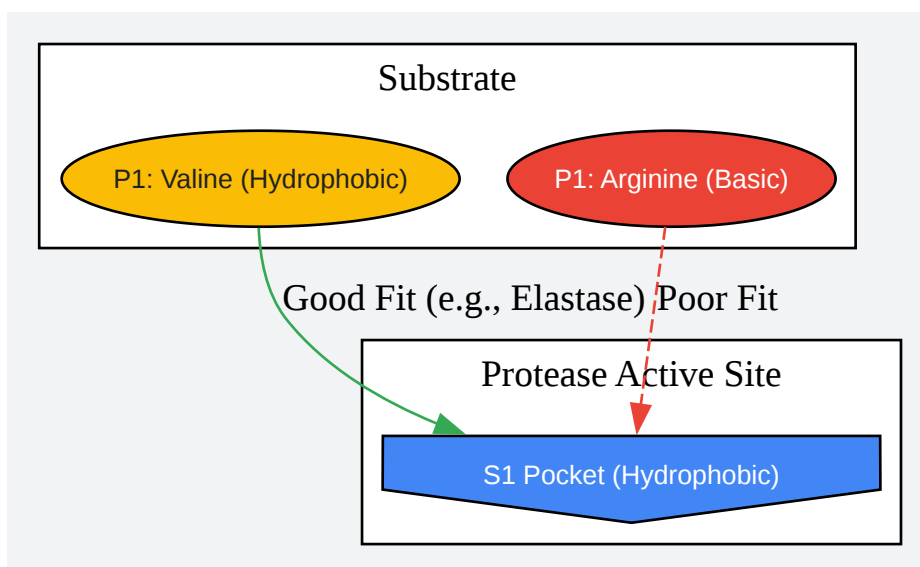 Substrate
P1: Valine (Hydrophobic)
P1: Arginine (Basic)
Good Fit (e.g., Elastase)
Poor Fit
Protease Active Site
S1 Pocket (Hydrophobic)